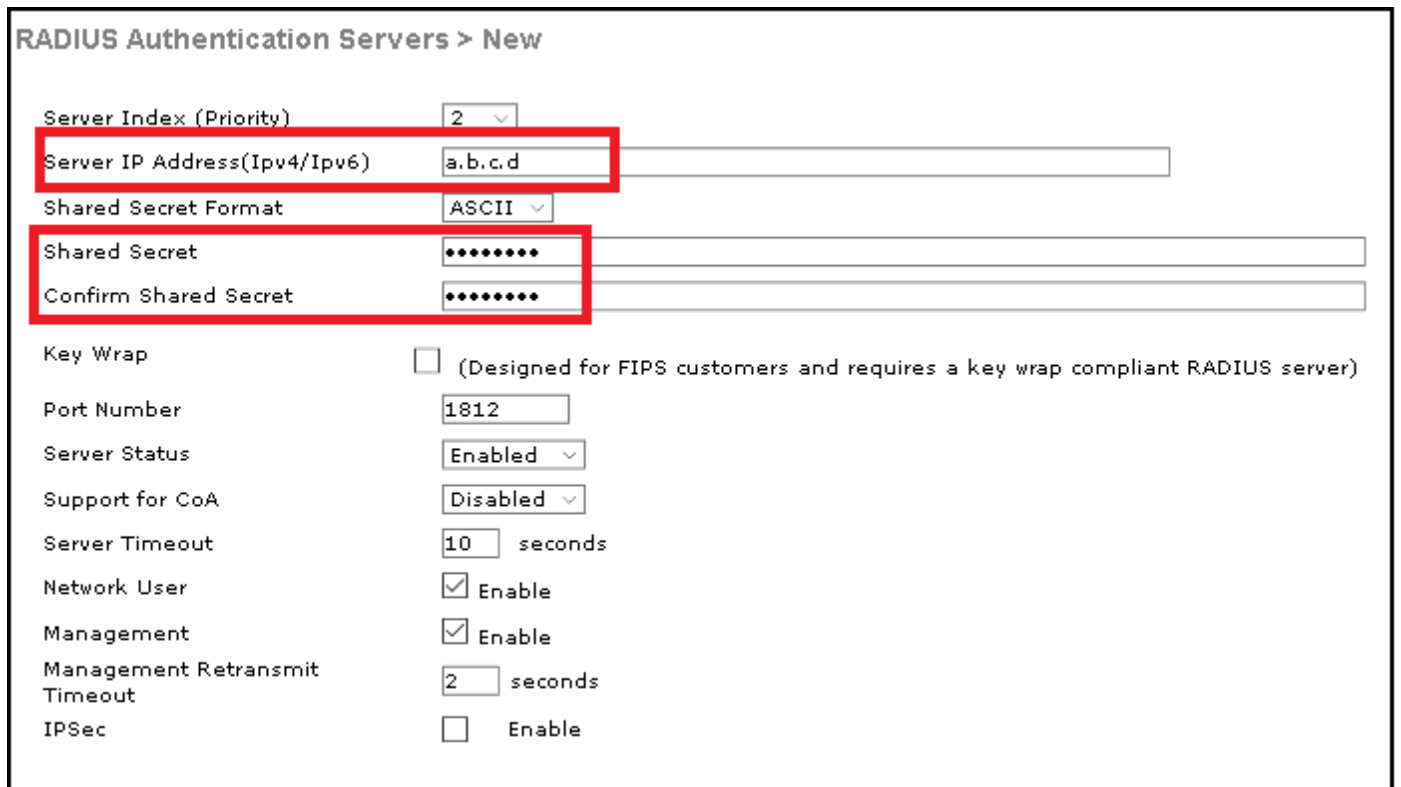 RADIUS Authentication Servers > New
Server Index (Priority) 2
Server IP Address(Ipv4/Ipv6) a.b.c.d
Shared Secret Format ASCII
Shared Secret ••••••••
Confirm Shared Secret ••••••••
Key Wrap (Designed for FIPS customers and requires a key wrap compliant RADIUS server)
Port Number 1812
Server Status Enabled
Support for CoA Disabled
Server Timeout 10 seconds
Network User Enable
Management Enable
Management Retransmit
Timeout 2 seconds
IPSec Enable